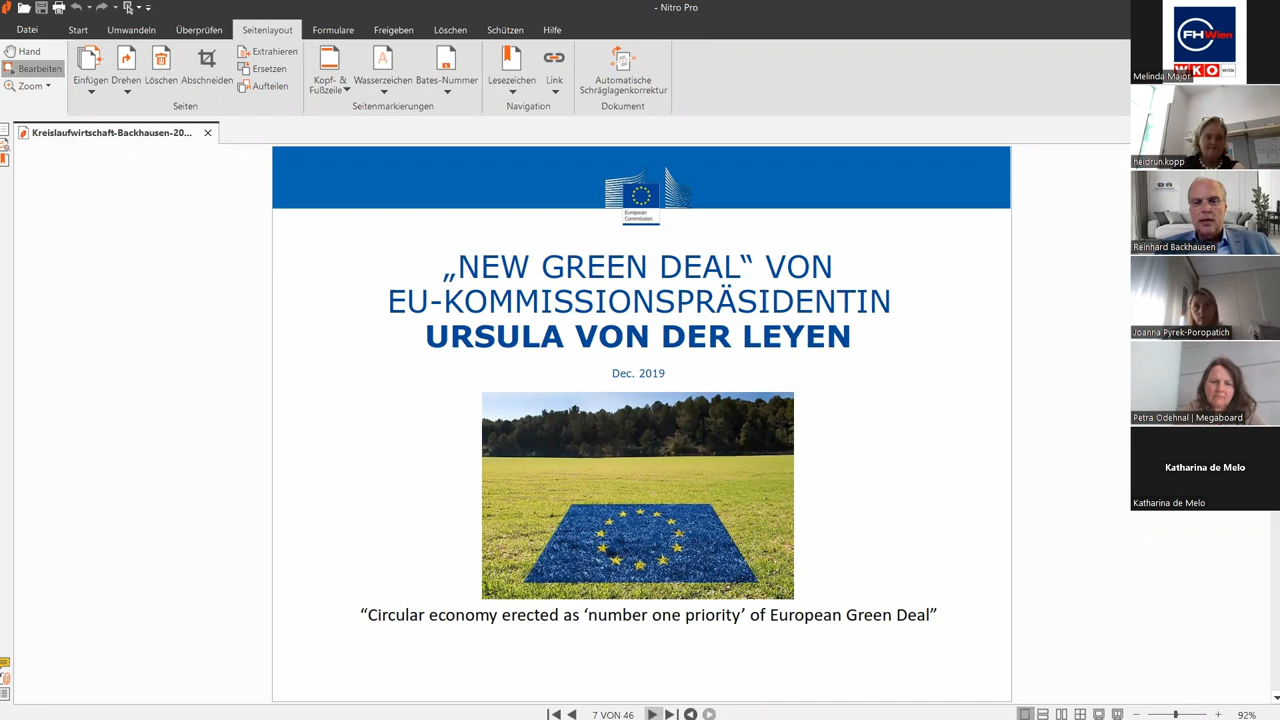 - Nitro Pro
Datei
Start
Umwandeln
Überprüfen
Seitenlayout
Formulare
Freigeben
Löschen
Schützen
Hilfe
Hand
Bearbeiten
Zoom
Einfügen
Drehen
Löschen
Abschneiden
Extrahieren
Ersetzen
Aufteilen
Seiten
Kopf- &
Fußzeile
Wasserzeichen
Bates-Nummer
Seitenmarkierungen
Lesezeichen
Link
Navigation
Automatische
Schräglagenkorrektur
Dokument
Kreislaufwirtschaft-Backhausen-20...
European
Commission
„NEW GREEN DEAL“ VON
EU-KOMMISSIONSPRÄSIDENTIN
URSULA VON DER LEYEN
Dec. 2019
“Circular economy erected as ‘number one priority’ of European Green Deal”
7 VON 46
92%
FHWien
WKO WIEN
Melinda Major
heidrun.kopp
Reinhard Backhausen
Joanna Pyrek-Poropatich
Petra Odehnal | Megaboard
Katharina de Melo
Katharina de Melo